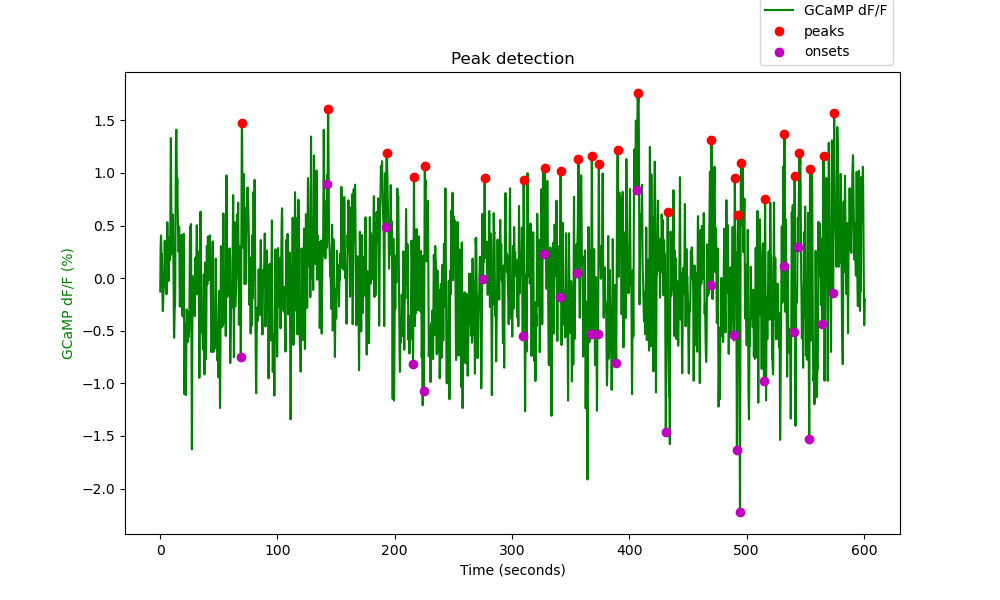 GCaMP dF/F
peaks
onsets
Peak detection
GCaMP dF/F (%)
1.5
1.0
0.5
0.0
−0.5
−1.0
−1.5
−2.0
0 100 200 300 400 500 600
Time (seconds)